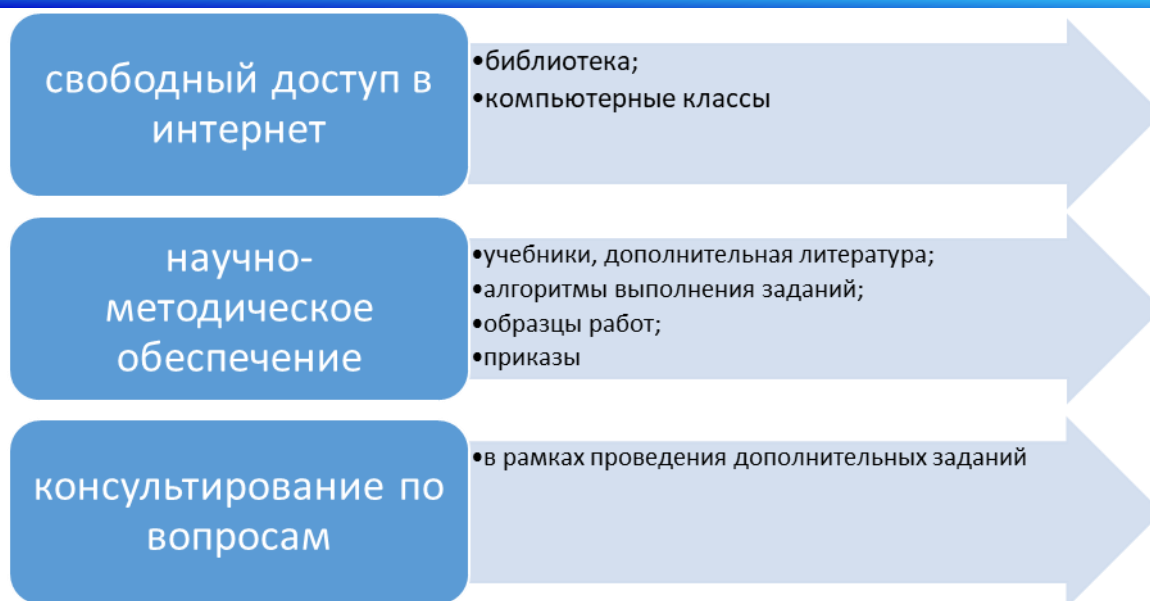 свободный доступ в
интернет
•библиотека;
•компьютерные классы
научно-
методическое
обеспечение
•учебники, дополнительная литература;
•алгоритмы выполнения заданий;
•образцы работ;
•приказы
консультирование по
вопросам
•в рамках проведения дополнительных заданий